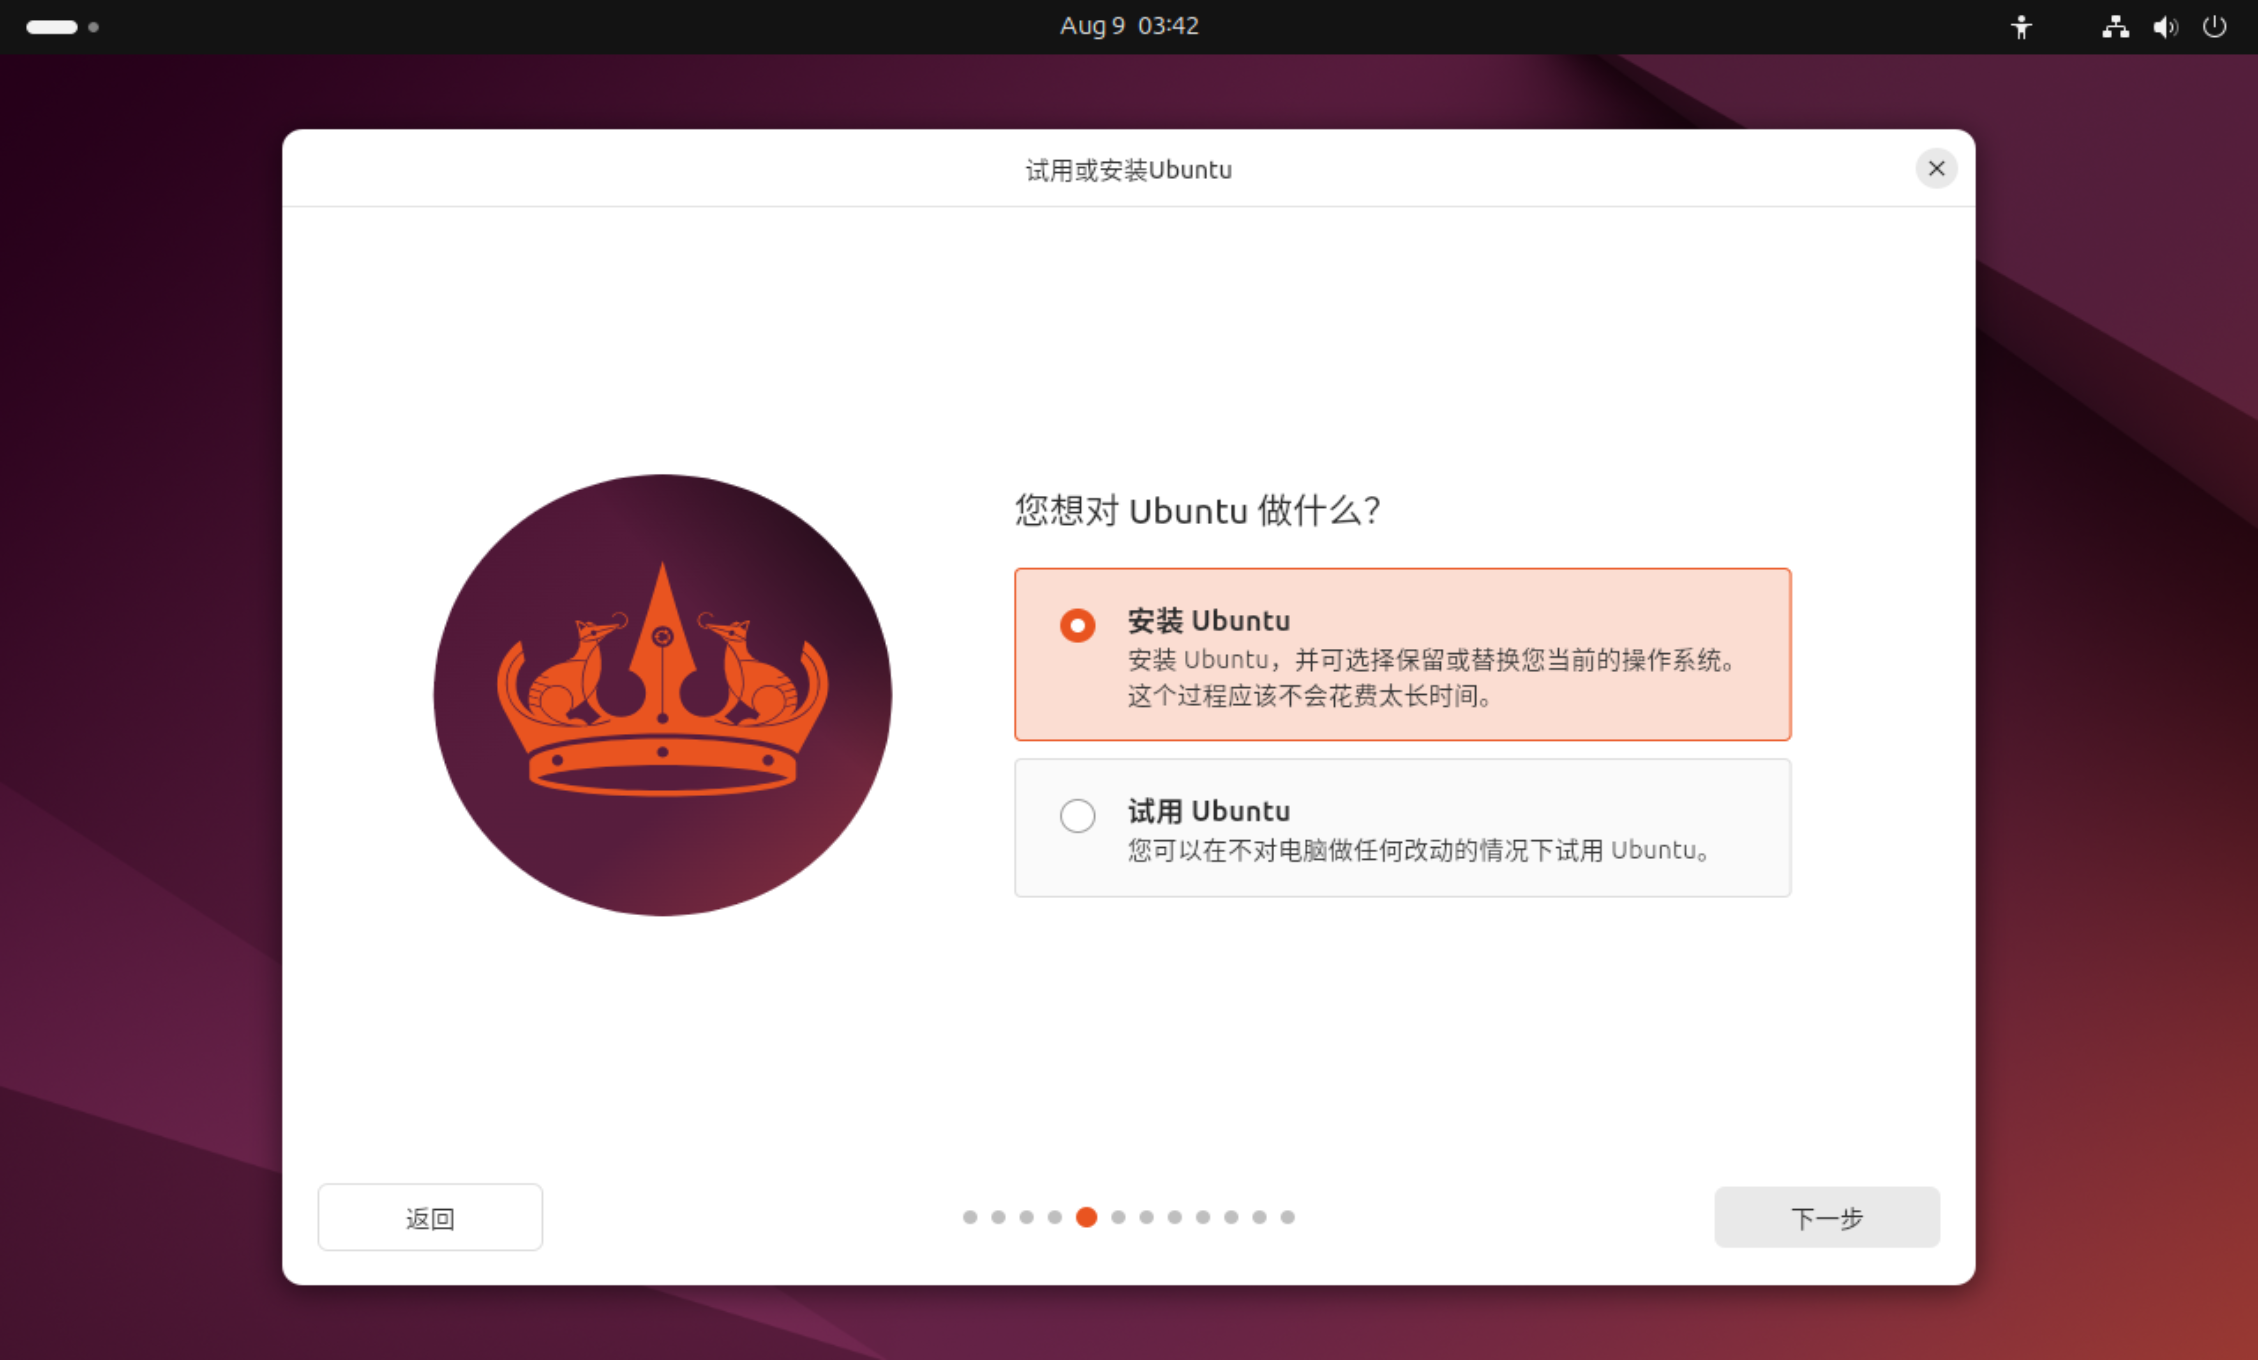 Aug 9 03:42
试用或安装Ubuntu
您想对 Ubuntu 做什么?
安装 Ubuntu
安装 Ubuntu，并可选择保留或替换您当前的操作系统。
这个过程应该不会花费太长时间。
试用 Ubuntu
您可以在不对电脑做任何改动的情况下试用 Ubuntu。
返回
下一步